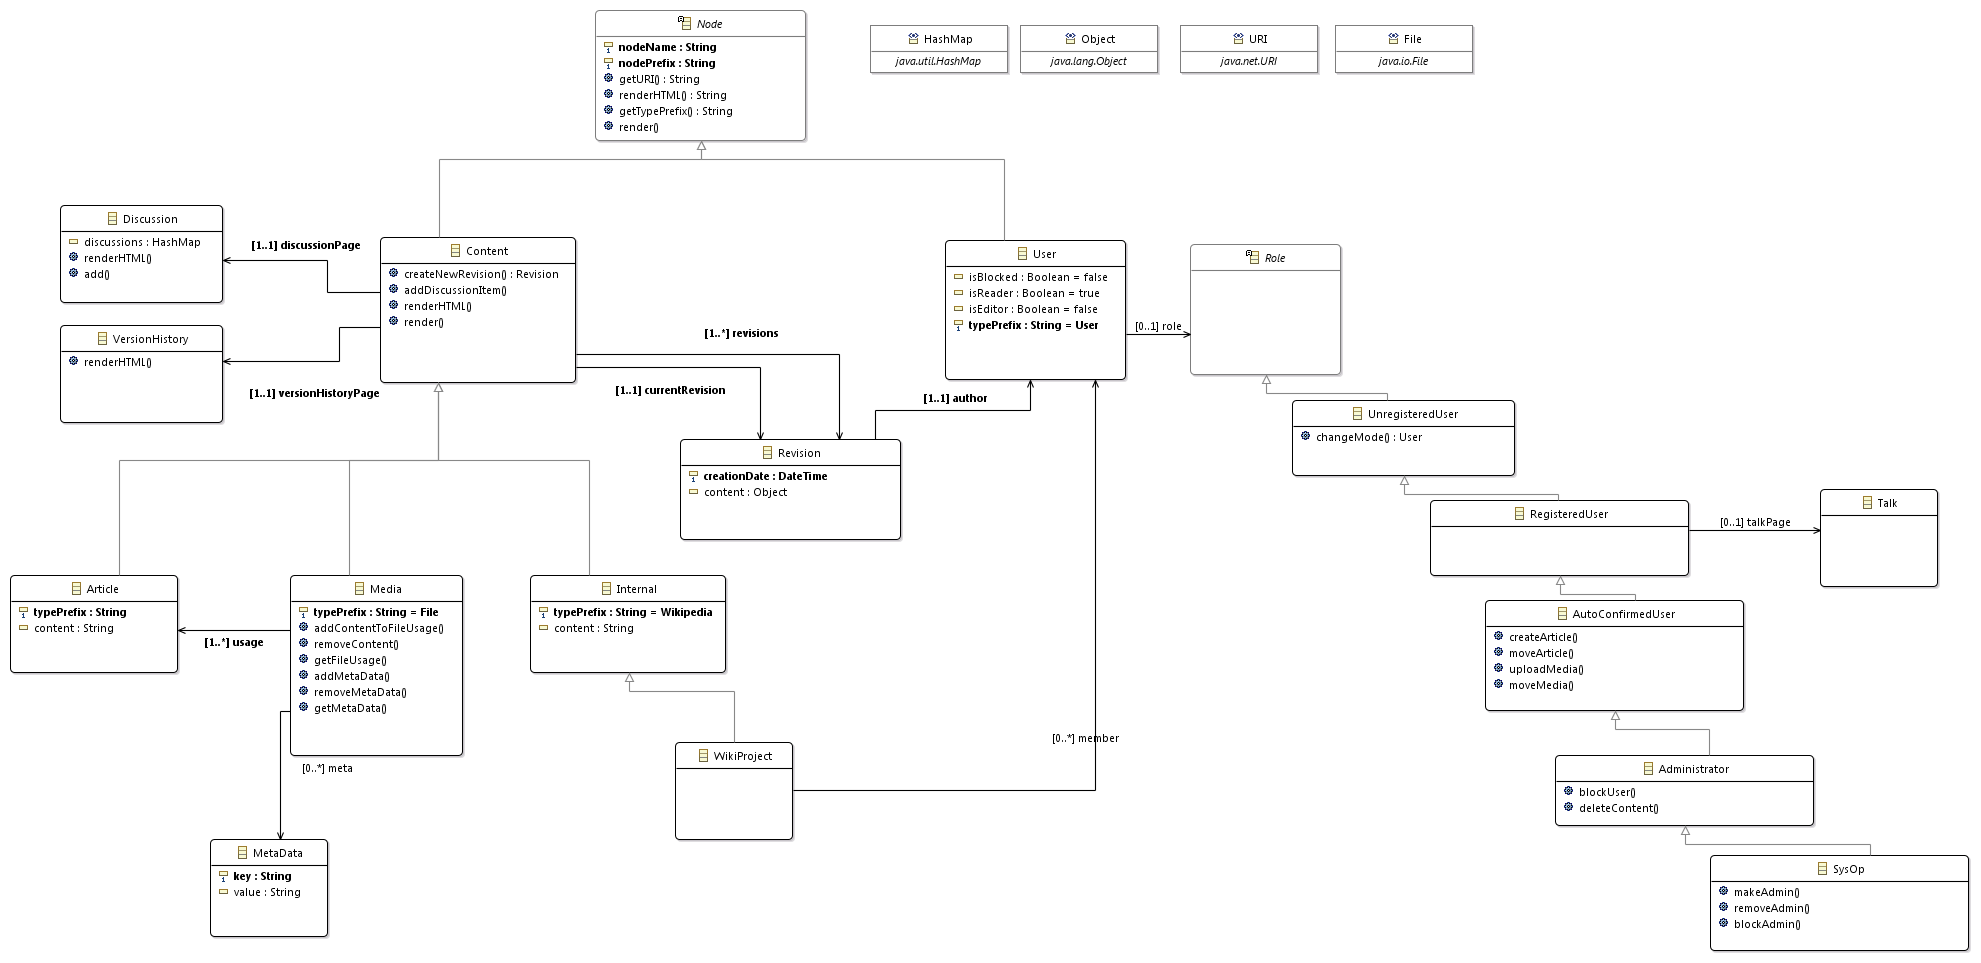 Node
nodeName : String
nodePrefix : String
getURI() : String
renderHTML() : String
getTypePrefix() : String
render()
HashMap
java.util.HashMap
Object
java.lang.Object
URI
java.net.URI
File
java.io.File
Discussion
discussions : HashMap
renderHTML()
add()
[1..1] discussionPage
Content
createNewRevision() : Revision
addDiscussionItem()
renderHTML()
render()
User
isBlocked : Boolean = false
isReader : Boolean = true
isEditor : Boolean = false
typePrefix : String = User
Role
[0..1] role
VersionHistory
renderHTML()
[1..1] versionHistoryPage
[1..*] revisions
[1..1] currentRevision
[1..1] author
UnregisteredUser
changeMode() : User
Revision
creationDate : DateTime
content : Object
RegisteredUser
[0..1] talkPage
Talk
Article
typePrefix : String
content : String
[1..*] usage
Media
typePrefix : String = File
addContentToFileUsage()
removeContent()
getFileUsage()
addMetaData()
removeMetaData()
getMetaData()
Internal
typePrefix : String = Wikipedia
content : String
AutoConfirmedUser
createArticle()
moveArticle()
uploadMedia()
moveMedia()
WikiProject
[0..*] member
[0..*] meta
Administrator
blockUser()
deleteContent()
MetaData
key : String
value : String
SysOp
makeAdmin()
removeAdmin()
blockAdmin()